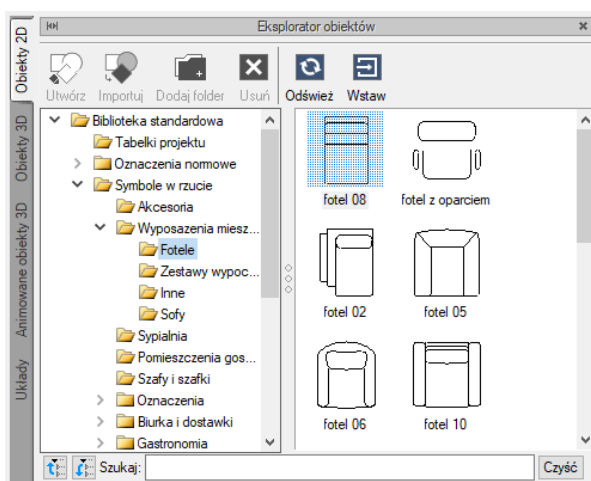 Eksplorator obiektów
Obiekty 2D
Obiekty 3D
Animowane obiekty 3D
Układy
Utwórz Importuj Dodaj folder Usuń Odśwież Wstaw
Biblioteka standardowa
Tabelki projektu
Oznaczenia normowe
Symbole w rzucie
Akcesoria
Wyposazenia miesz...
Fotele
Zestawy wypoc...
Inne
Sofy
Sypialnia
Pomieszczenia gos...
Szafy i szafki
Oznaczenia
Biurka i dostawki
Gastronomia
fotel 08 fotel z oparciem
fotel 02 fotel 05
fotel 06 fotel 10
Szukaj: Czyść